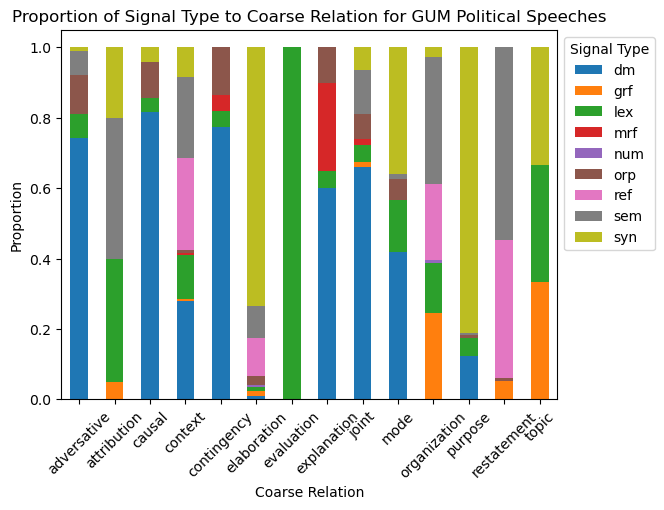 Proportion of Signal Type to Coarse Relation for GUM Political Speeches
Signal Type
dm
grf
lex
mrf
num
orp
ref
sem
syn
Proportion
1.0
0.8
0.6
0.4
0.2
0.0
adversative
attribution
causal
context
contingency
elaboration
evaluation
explanation
joint
mode
organization
purpose
restatement
topic
Coarse Relation